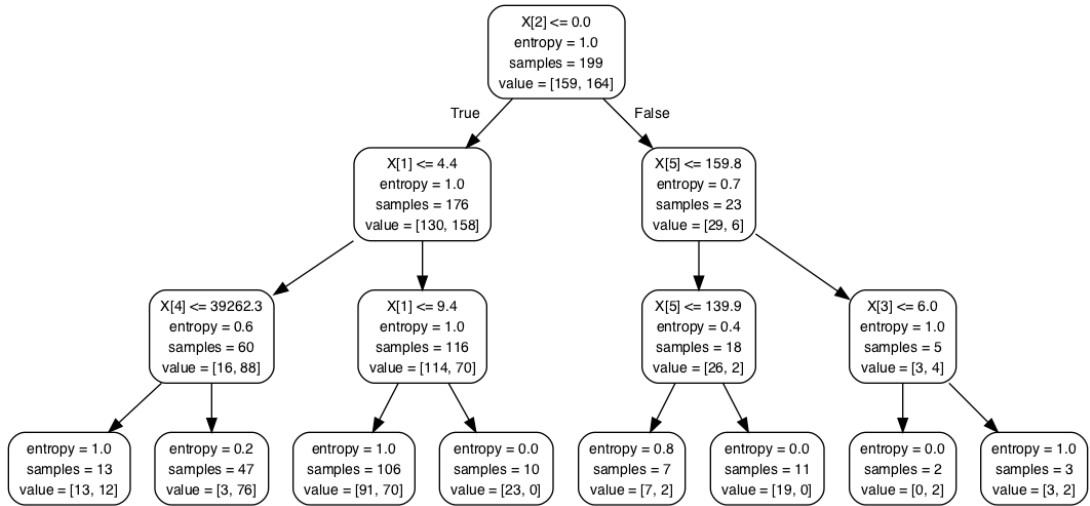 X[2] <= 0.0
entropy = 1.0
samples = 199
value = [159, 164]
True
False
X[1] <= 4.4
entropy = 1.0
samples = 176
value = [130, 158]
X[5] <= 159.8
entropy = 0.7
samples = 23
value = [29, 6]
X[4] <= 39262.3
entropy = 0.6
samples = 60
value = [16, 88]
X[1] <= 9.4
entropy = 1.0
samples = 116
value = [114, 70]
X[5] <= 139.9
entropy = 0.4
samples = 18
value = [26, 2]
X[3] <= 6.0
entropy = 1.0
samples = 5
value = [3, 4]
entropy = 1.0
samples = 13
value = [13, 12]
entropy = 0.2
samples = 47
value = [3, 76]
entropy = 1.0
samples = 106
value = [91, 70]
entropy = 0.0
samples = 10
value = [23, 0]
entropy = 0.8
samples = 7
value = [7, 2]
entropy = 0.0
samples = 11
value = [19, 0]
entropy = 0.0
samples = 2
value = [0, 2]
entropy = 1.0
samples = 3
value = [3, 2]